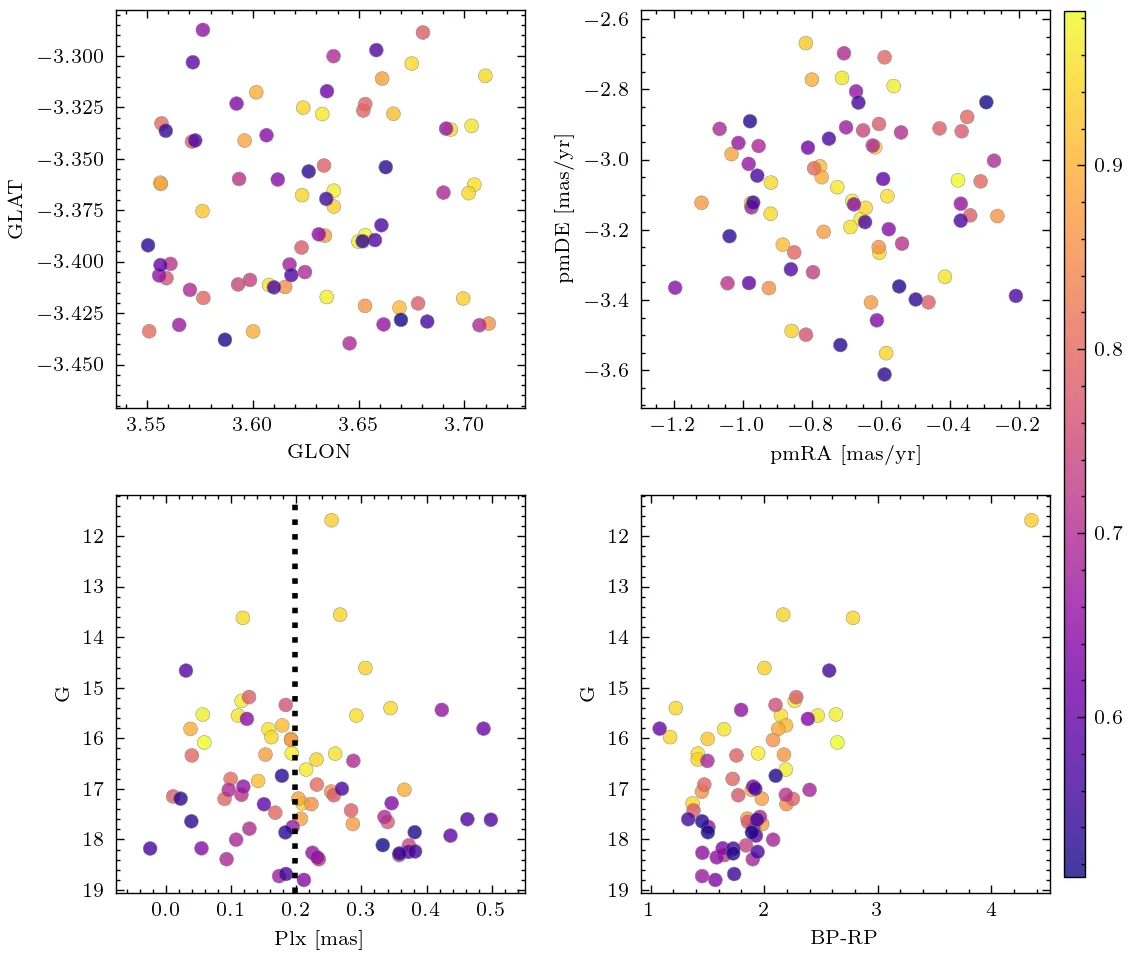 −3.300
−3.325
−3.350
−3.375
−3.400
−3.425
−3.450
GLAT
3.55 3.60 3.65 3.70
GLON
−2.6
−2.8
−3.0
−3.2
−3.4
−3.6
pmDE [mas/yr]
−1.2 −1.0 −0.8 −0.6 −0.4 −0.2
pmRA [mas/yr]
12
13
14
15
16
17
18
19
G
0.0 0.1 0.2 0.3 0.4 0.5
Plx [mas]
12
13
14
15
16
17
18
19
G
1 2 3 4
BP-RP
0.9
0.8
0.7
0.6